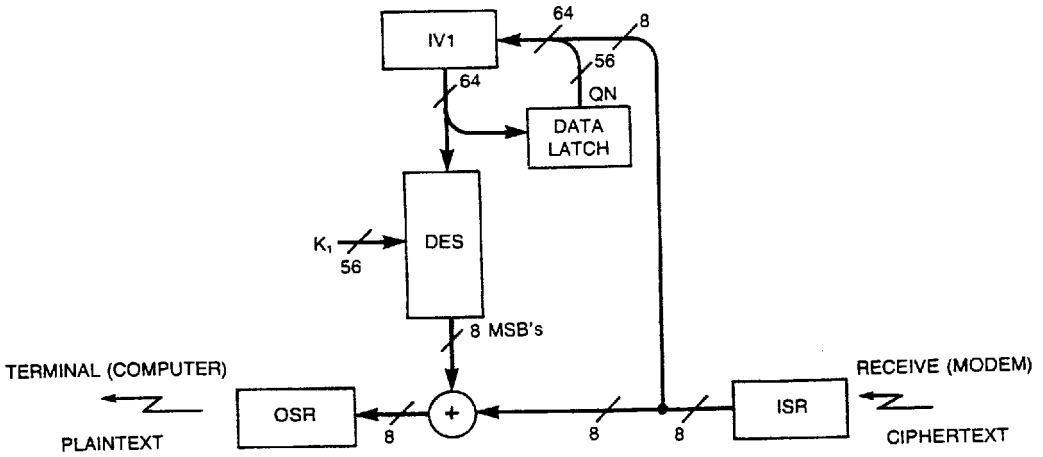 64
8
IV1
56
64
QN
DATA
LATCH
K₁
56
DES
8 MSB's
TERMINAL (COMPUTER)
RECEIVE (MODEM)
OSR
+
ISR
8
8
8
PLAINTEXT
CIPHERTEXT